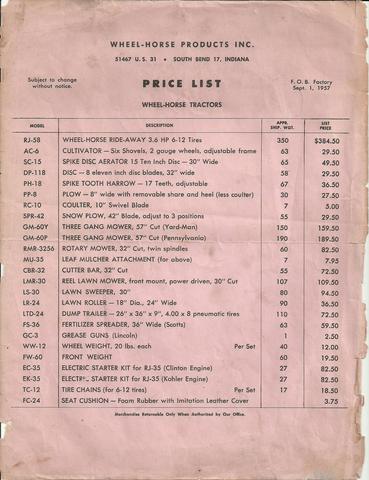 WHEEL-HORSE PRODUCTS INC.
51467 U. S. 31 • SOUTH BEND 17, INDIANA
Subject to change
without notice.
PRICE LIST
F. O. B. Factory
Sept. 1, 1957
WHEEL-HORSE TRACTORS
MODEL DESCRIPTION APPR. SHIP. WGT. LIST PRICE
RJ-58 WHEEL-HORSE RIDE-AWAY 3.6 HP 6-12 Tires 350 $384.50
AC-6 CULTIVATOR — Six Shovels, 2 gauge wheels, adjustable frame 63 29.50
SC-15 SPIKE DISC AERATOR 15 Ten Inch Disc — 30" Wide 65 49.50
DP-118 DISC — 8 eleven inch disc blades, 32" wide 58 29.50
PH-18 SPIKE TOOTH HARROW — 17 Teeth, adjustable 67 36.50
PP-8 PLOW — 8" wide with removable share and heel (less coulter) 30 27.50
RC-10 COULTER, 10" Swivel Blade 7 5.00
SPR-42 SNOW PLOW, 42" Blade, adjust to 3 positions 55 29.50
GM-60Y THREE GANG MOWER, 57" Cut (Yard-Man) 150 159.50
GM-60P THREE GANG MOWER, 57" Cut (Pennsylvania) 190 189.50
RMR-3256 ROTARY MOWER, 32" Cut, twin spindles 60 82.50
MU-35 LEAF MULCHER ATTACHMENT (for above) 7 7.95
CBR-32 CUTTER BAR, 32" Cut 55 72.50
LMR-30 REEL LAWN MOWER, front mount, power driven, 30" Cut 107 109.50
LS-30 LAWN SWEEPER, 30" 80 94.50
LR-24 LAWN ROLLER — 18" Dia., 24" Wide 90 36.50
LTD-24 DUMP TRAILER — 26" x 36" x 9", 4.00 x 8 pneumatic tires 110 72.50
FS-36 FERTILIZER SPREADER, 36" Wide (Scotts) 63 59.50
GC-3 GREASE GUNS (Lincoln) 1 2.50
WW-12 WHEEL WEIGHT, 20 lbs. each Per Set 40 12.00
FW-60 FRONT WEIGHT 60 19.50
EC-35 ELECTRIC STARTER KIT for RJ-35 (Clinton Engine) 27 82.50
EK-35 STARTER KIT for RJ-35 (Kohler Engine) 27 82.50
TC-12 TIRE CHAINS (for 6-12 tires) Per Set 17 18.50
FC-24 SEAT CUSHION — Foam Rubber with Imitation Leather Cover 3.75
Merchandise Returnable Only When Authorized by Our Office.